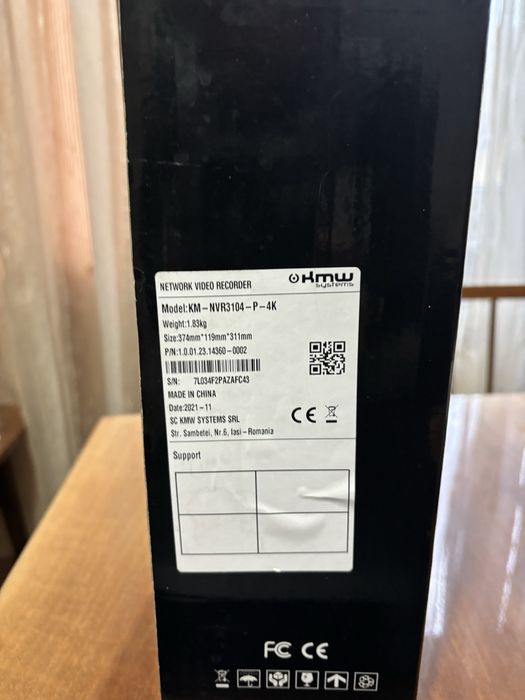 NETWORK VIDEO RECORDER
KMW
systems
Model:KM-NVR3104-P-4K
Weight:1.83kg
Size:374mm*119mm*311mm
P/N:1.0.01.23.14360-0002
S/N: 7L034F2PAZAFC43
MADE IN CHINA
Date:2021-11
SC KMW SYSTEMS SRL
Str. Sambetei, Nr.6, Iasi-Romania
CE
Support
FC CE